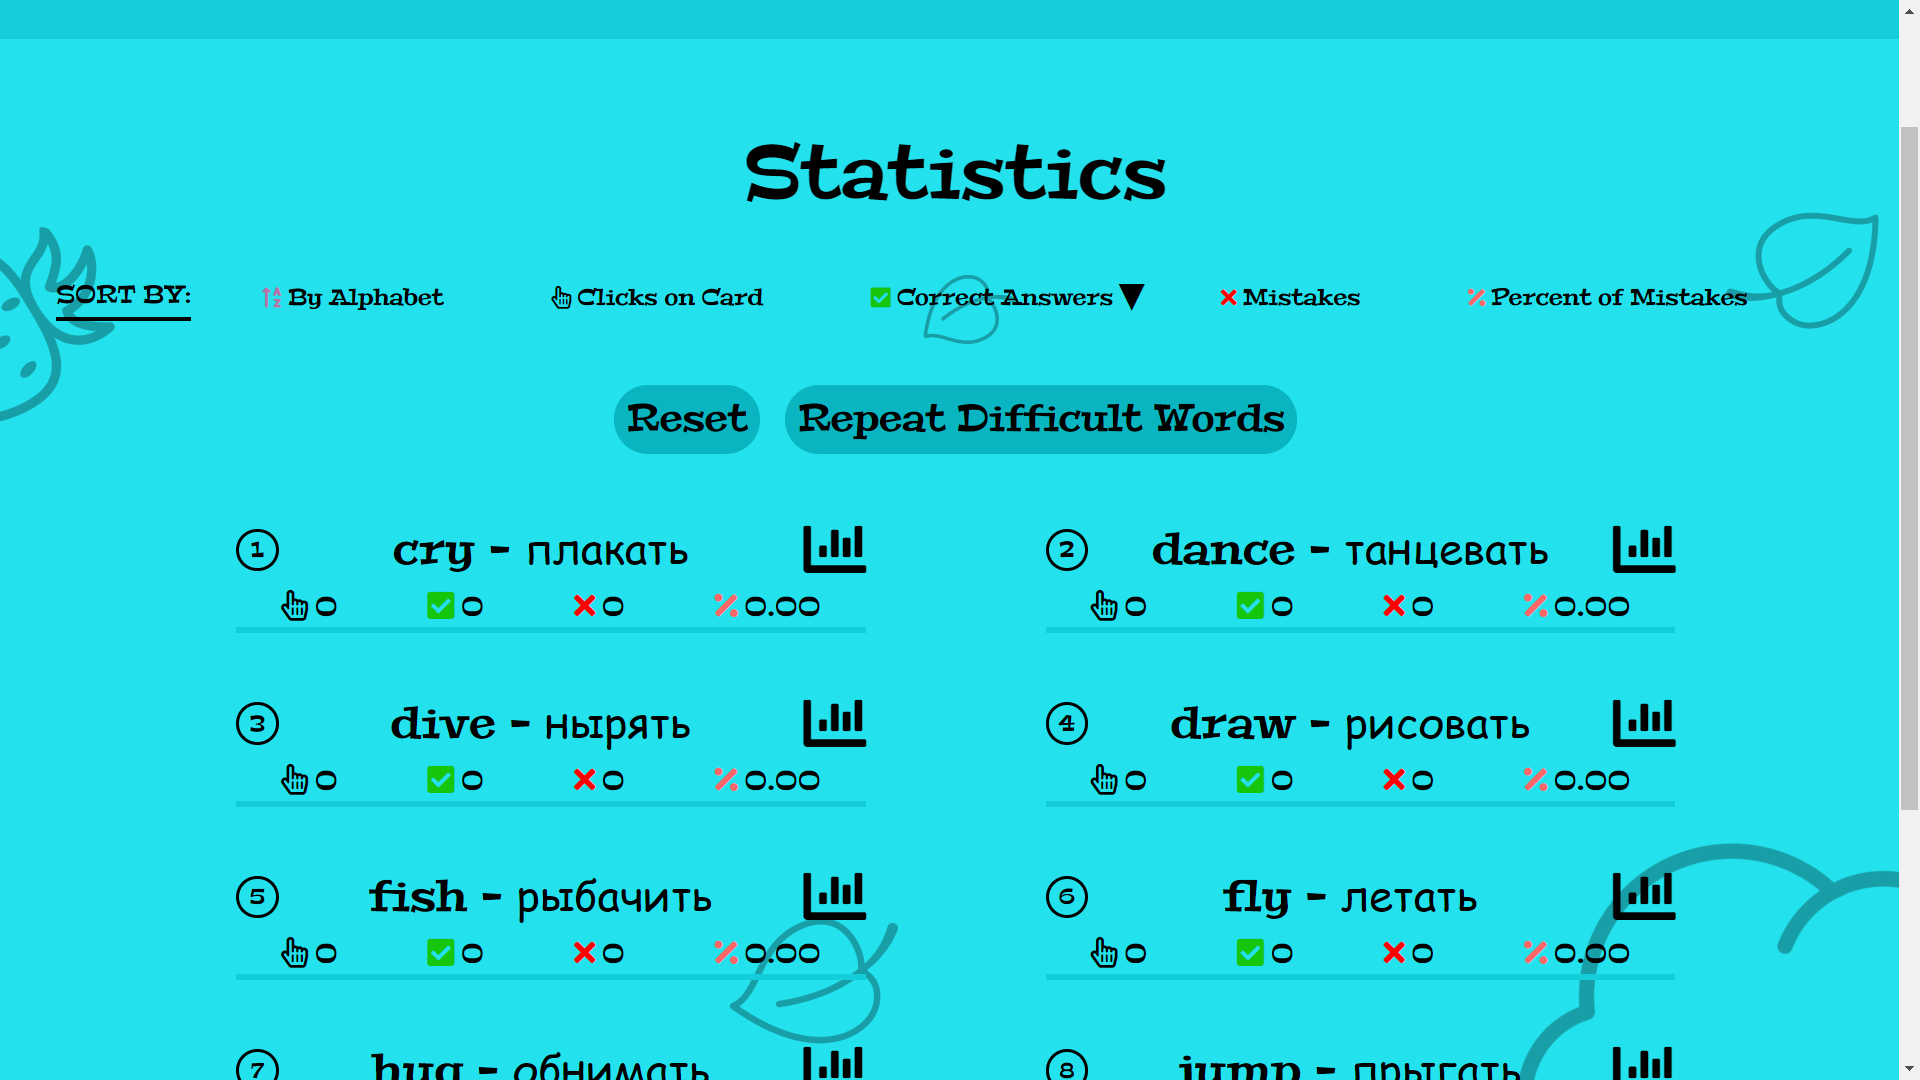 Statistics
SORT BY: By Alphabet Clicks on Card Correct Answers Mistakes Percent of Mistakes
Reset Repeat Difficult Words
1 cry - плакать
0 0 0 0.00
2 dance - танцевать
0 0 0 0.00
3 dive - нырять
0 0 0 0.00
4 draw - рисовать
0 0 0 0.00
5 fish - рыбачить
0 0 0 0.00
6 fly - летать
0 0 0 0.00
7 hug - обнимать
8 jump - прыгать